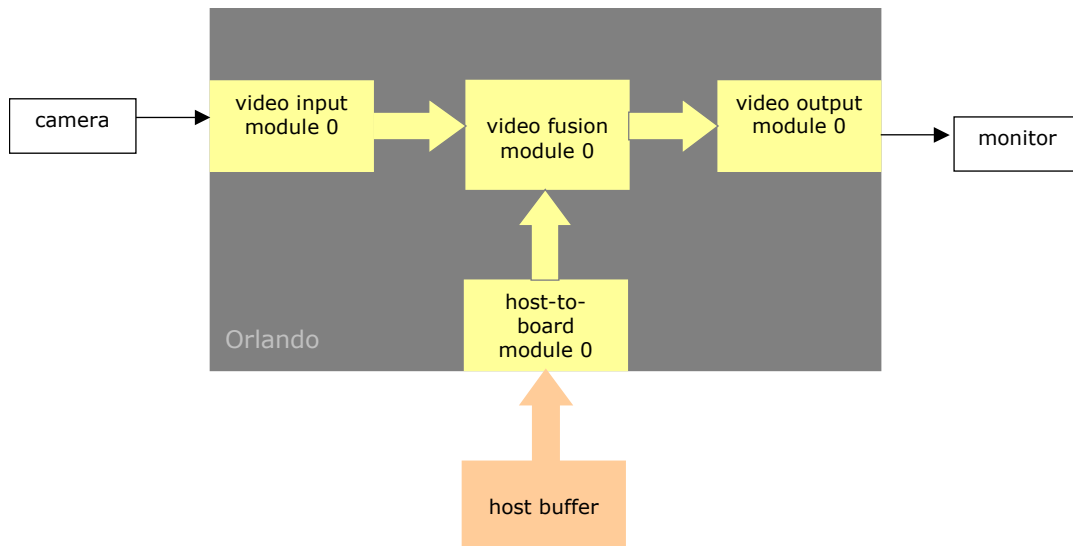 camera
video input
module 0
video fusion
module 0
video output
module 0
monitor
host-to-
board
module 0
Orlando
host buffer